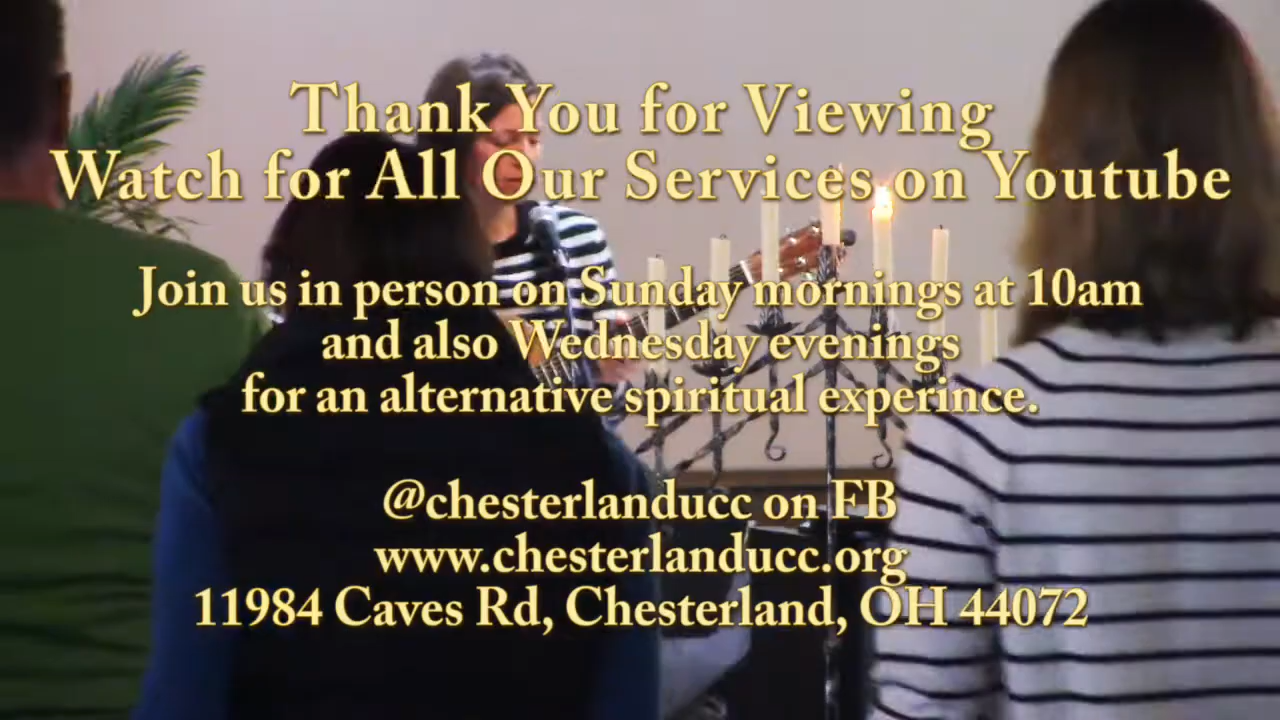 Thank You for Viewing
Watch for All Our Services on Youtube
Join us in person on Sunday mornings at 10am
and also Wednesday evenings
for an alternative spiritual experince.
@chesterlanducc on FB
www.chesterlanducc.org
11984 Caves Rd, Chesterland, OH 44072